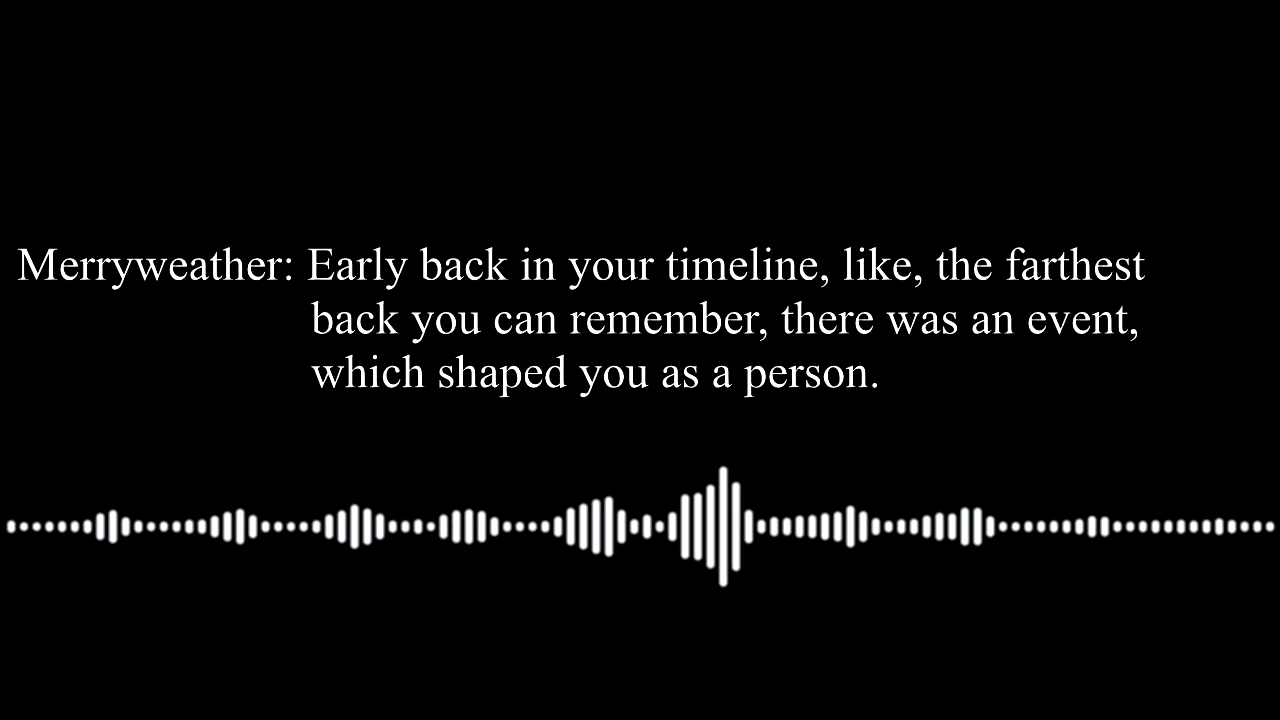 Merryweather: Early back in your timeline, like, the farthest
back you can remember, there was an event,
which shaped you as a person.